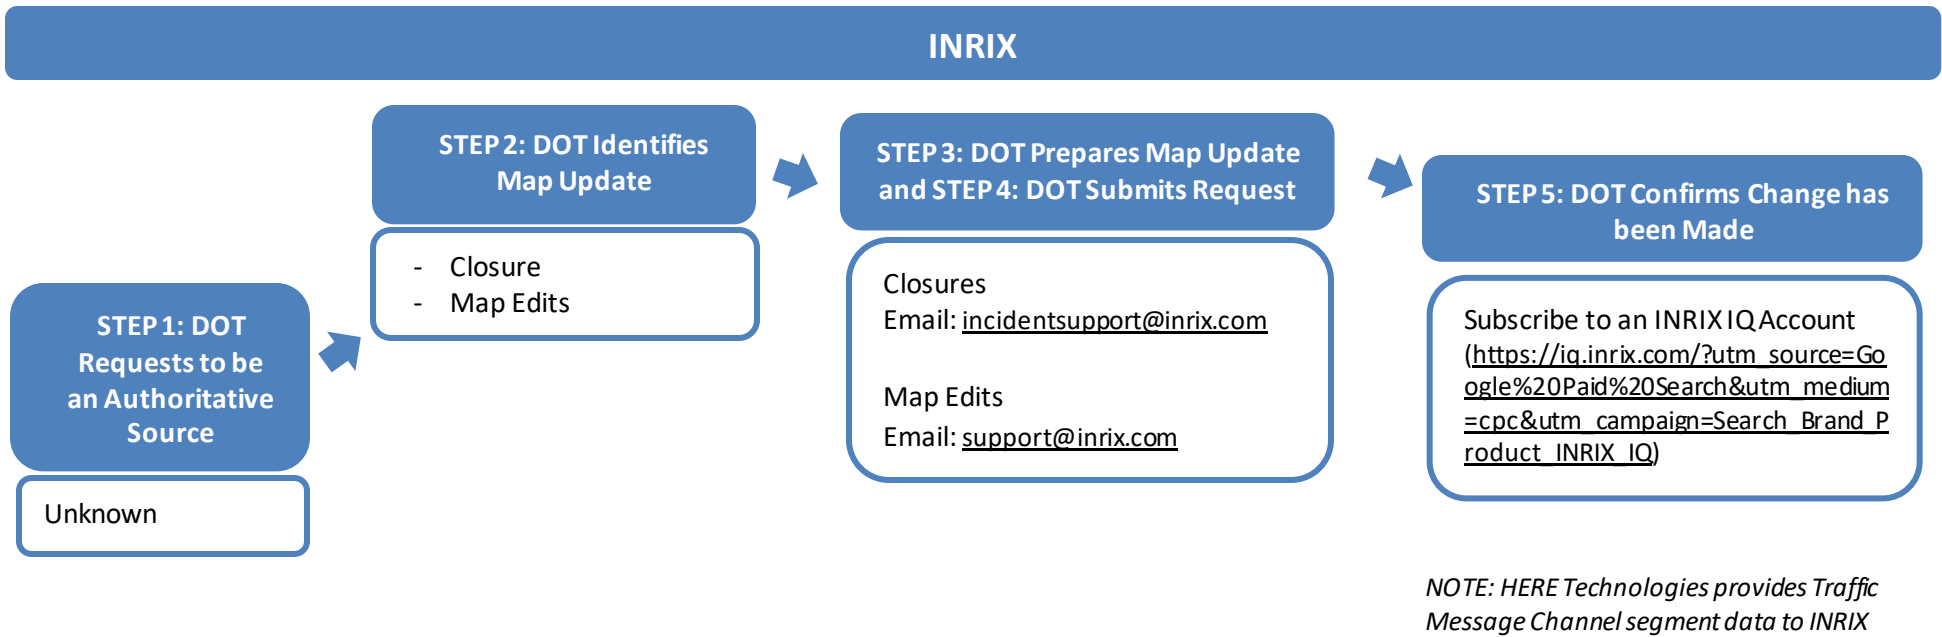 INRIX
STEP 1: DOT
Requests to be
an Authoritative
Source
Unknown
STEP 2: DOT Identifies
Map Update
- Closure
- Map Edits
STEP 3: DOT Prepares Map Update
and STEP 4: DOT Submits Request
Closures
Email: incidentsupport@inrix.com
Map Edits
Email: support@inrix.com
STEP 5: DOT Confirms Change has
been Made
Subscribe to an INRIX IQ Account
(https://iq.inrix.com/?utm_source=Go
ogle%20Paid%20Search&utm_medium
=cpc&utm_campaign=Search_Brand_P
roduct_INRIX_IQ)
NOTE: HERE Technologies provides Traffic
Message Channel segment data to INRIX